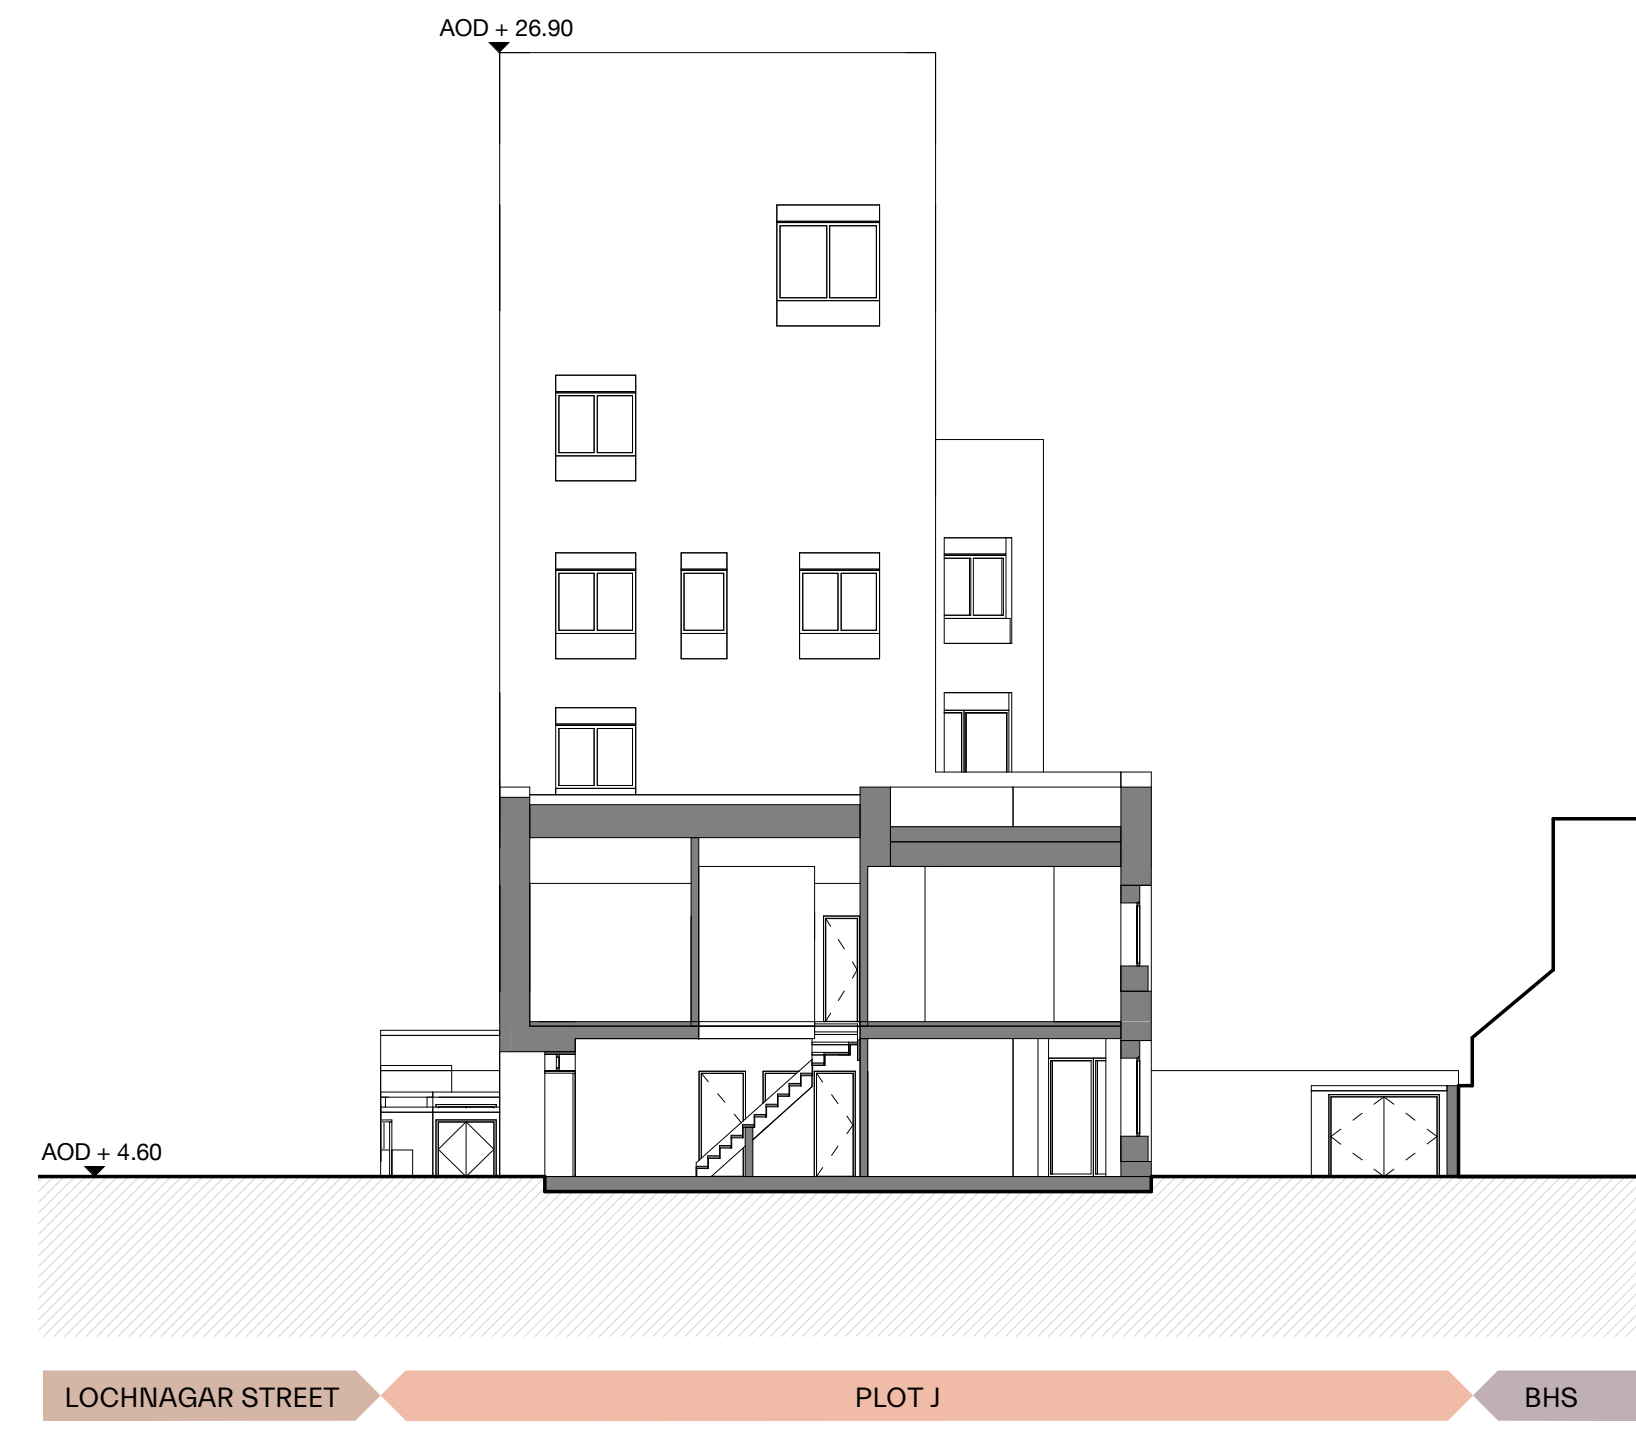 AOD + 26.90
AOD + 4.60
LOCHNAGAR STREET
PLOT J
BHS